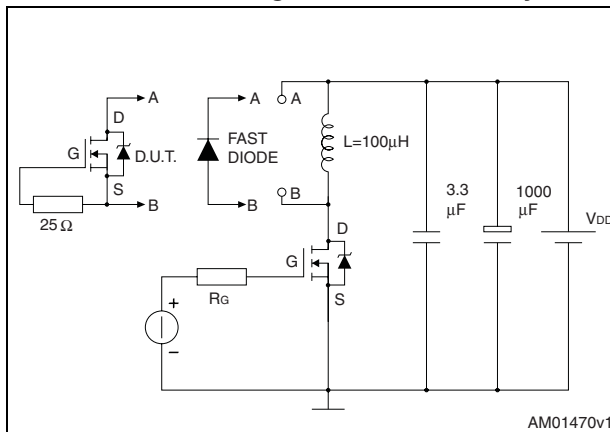 A
A
A
D
G
D.U.T.
FAST
DIODE
L=100µH
S
B
B
B
25 Ω
3.3
µF
1000
µF
VDD
D
G
RG
S
+
−
AM01470v1